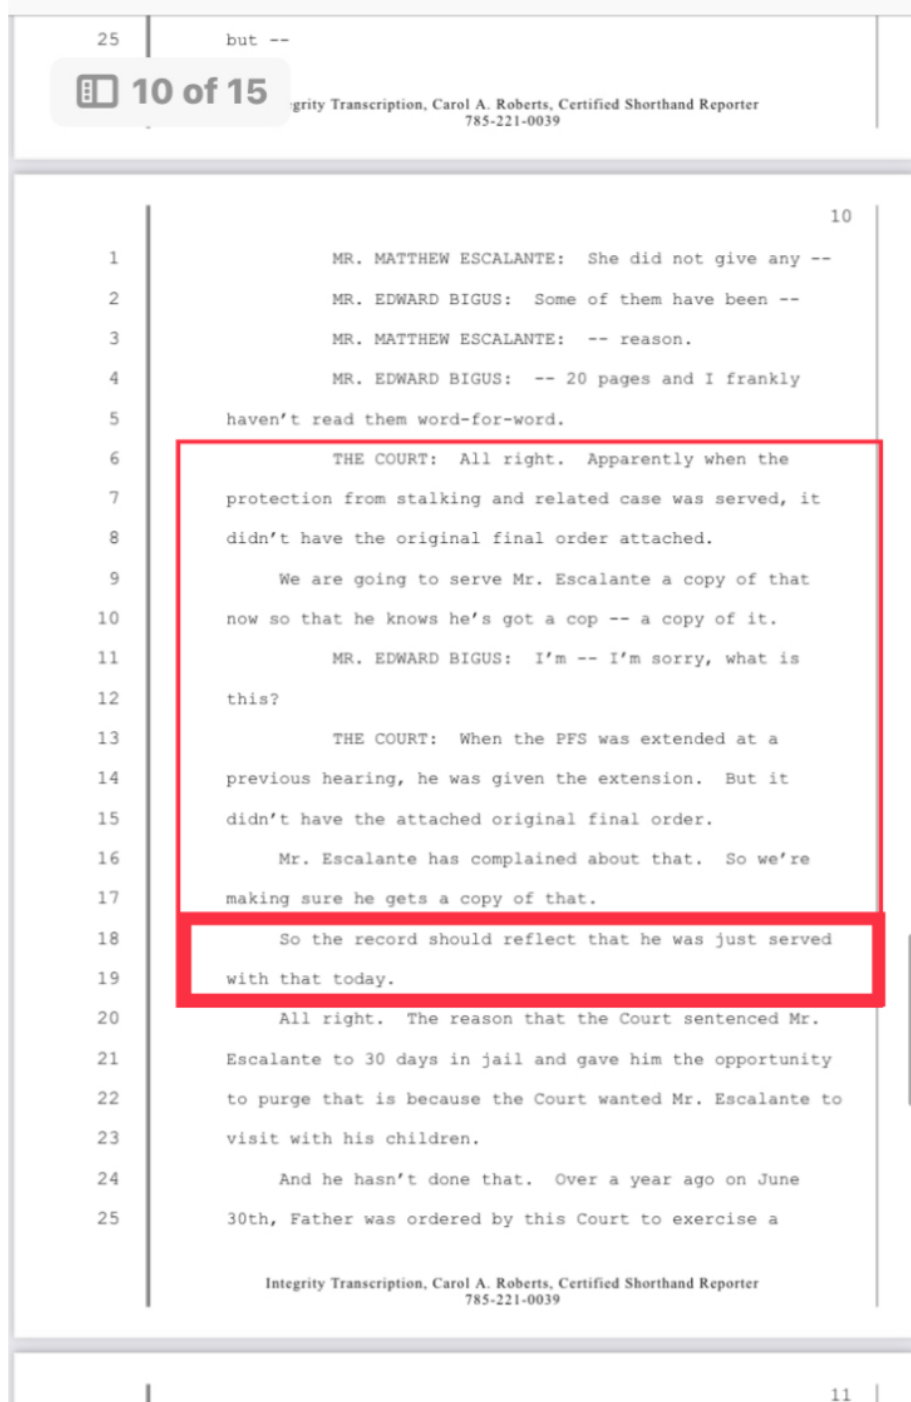 25 but --
10 of 15
grity Transcription, Carol A. Roberts, Certified Shorthand Reporter
785-221-0039
10
1 MR. MATTHEW ESCALANTE: She did not give any --
2 MR. EDWARD BIGUS: Some of them have been --
3 MR. MATTHEW ESCALANTE: -- reason.
4 MR. EDWARD BIGUS: -- 20 pages and I frankly
5 haven't read them word-for-word.
6 THE COURT: All right. Apparently when the
7 protection from stalking and related case was served, it
8 didn't have the original final order attached.
9 We are going to serve Mr. Escalante a copy of that
10 now so that he knows he's got a cop -- a copy of it.
11 MR. EDWARD BIGUS: I'm -- I'm sorry, what is
12 this?
13 THE COURT: When the PFS was extended at a
14 previous hearing, he was given the extension. But it
15 didn't have the attached original final order.
16 Mr. Escalante has complained about that. So we're
17 making sure he gets a copy of that.
18 So the record should reflect that he was just served
19 with that today.
20 All right. The reason that the Court sentenced Mr.
21 Escalante to 30 days in jail and gave him the opportunity
22 to purge that is because the Court wanted Mr. Escalante to
23 visit with his children.
24 And he hasn't done that. Over a year ago on June
25 30th, Father was ordered by this Court to exercise a
Integrity Transcription, Carol A. Roberts, Certified Shorthand Reporter
785-221-0039
11